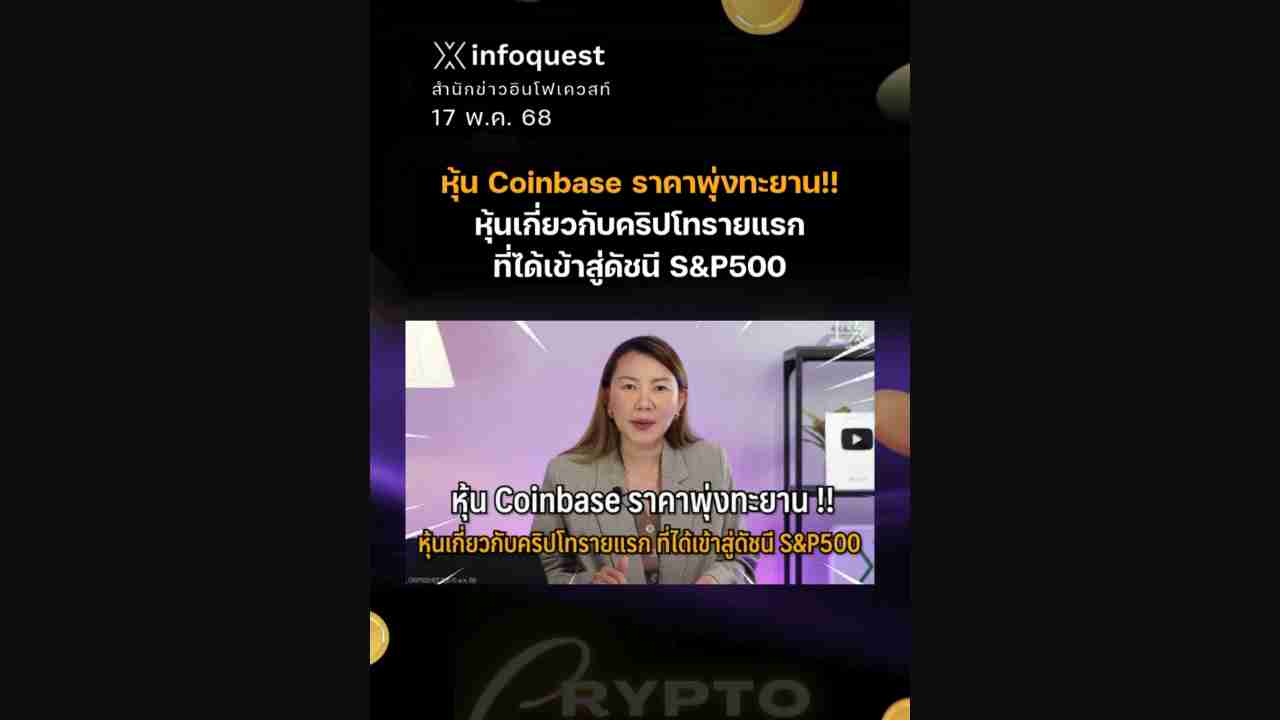 infoquest
สำนักข่าวอินโฟเควสท์
17 พ.ค. 68
หุ้น Coinbase ราคาพุ่งทะยาน!!
หุ้นเกี่ยวกับคริปโทรายแรก
ที่ได้เข้าสู่ดัชนี S&P500
หุ้น Coinbase ราคาพุ่งทะยาน !!
หุ้นเกี่ยวกับคริปโทรายแรก ที่ได้เข้าสู่ดัชนี S&P500
CRYPTO